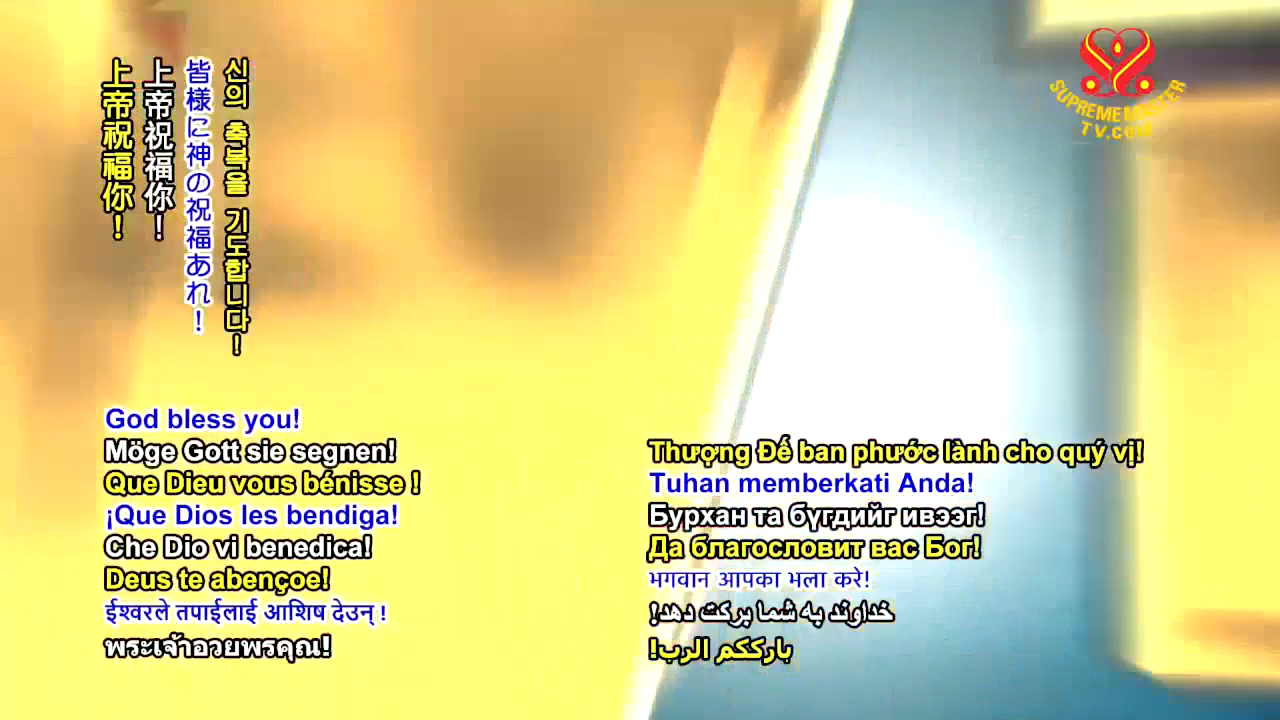 SUPREME MASTER
TV.COM
신의 축복을 기도합니다!
皆様に神の祝福あれ!
上帝祝福你!
上帝祝福你!
God bless you!
Möge Gott sie segnen!
Que Dieu vous bénisse !
¡Que Dios les bendiga!
Che Dio vi benedica!
Deus te abençoe!
ईश्वरले तपाईलाई आशिष देउन् !
พระเจ้าอวยพรคุณ!
Thượng Đế ban phước lành cho quý vị!
Tuhan memberkati Anda!
Бурхан та бүгдийг ивээг!
Да благословит вас Бог!
भगवान आपका भला करे!
خداوند به شما برکت دهد!
بارككم الرب!